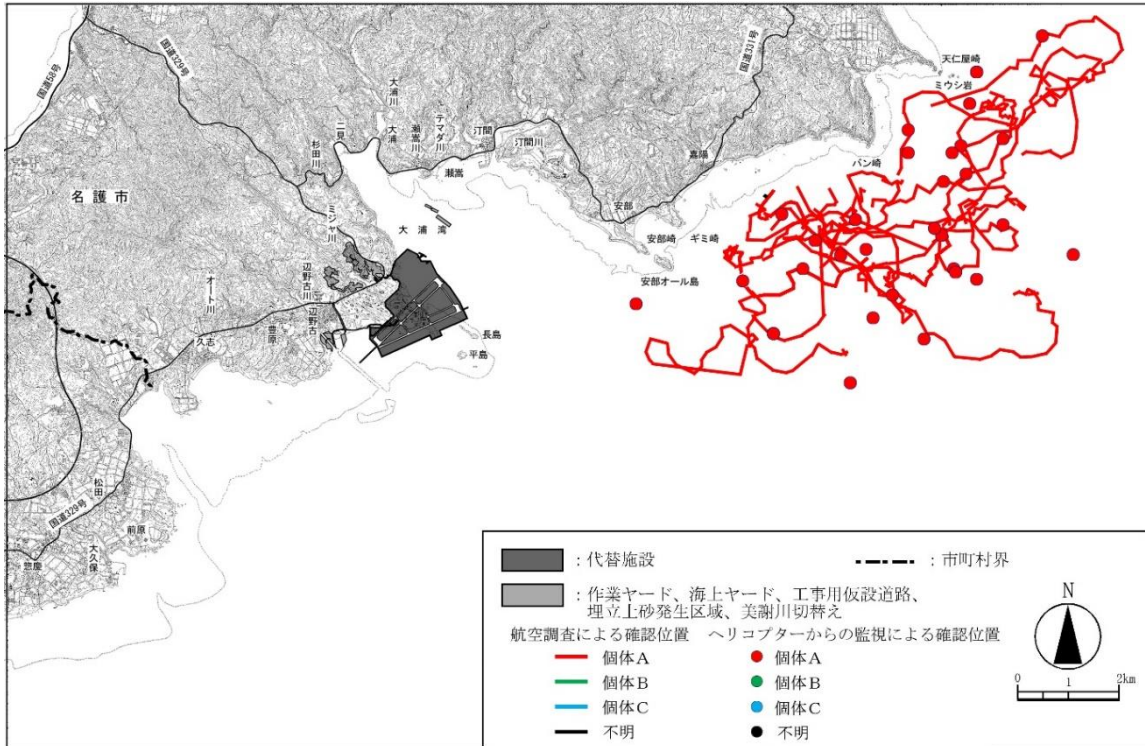 国道58号
国道329号
国道331号
天仁屋崎
ミウシ岩
バン崎
嘉陽
大浦川
大浦
瀬嵩川
テマダ川
汀間
汀間川
二見
杉田川
瀬嵩
名護市
ミジャ川
大浦湾
安部
安部崎
ギミ崎
安部オール島
オート川
辺野古川
辺野古
豊原
久志
長島
平島
松田
国道329号
前原
大久保
惣慶
：代替施設
：市町村界
：作業ヤード、海上ヤード、工事用仮設道路、
埋立土砂発生区域、美謝川切替え
航空調査による確認位置 ヘリコプターからの監視による確認位置
個体A 個体A
個体B 個体B
個体C 個体C
不明 不明
N
0 1 2km